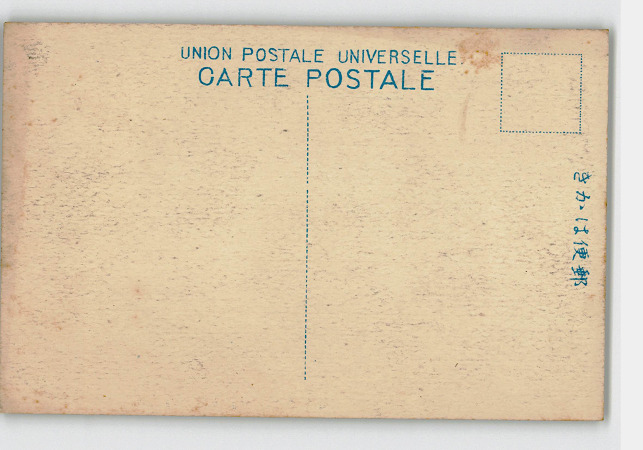 UNION POSTALE UNIVERSELLE
CARTE POSTALE
きかは便郵